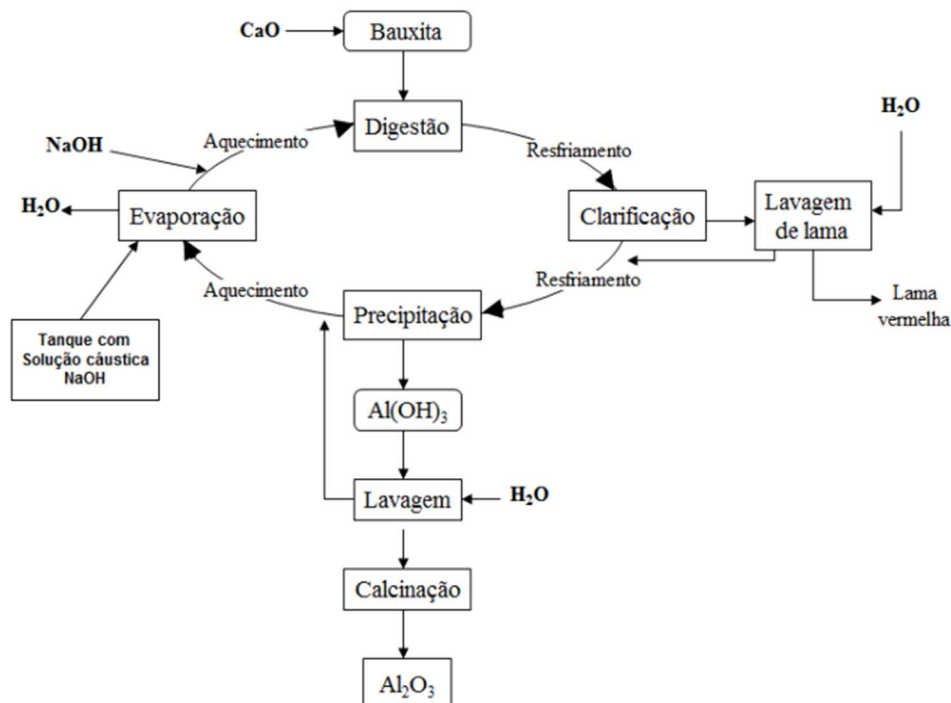 CaO
Bauxita
H₂O
Digestão
Aquecimento
NaOH
Resfriamento
H₂O
Evaporação
Clarificação
Lavagem
de lama
Resfriamento
Aquecimento
Precipitação
Lama
vermelha
Tanque com
Solução cáustica
NaOH
Al(OH)₃
Lavagem
H₂O
Calcinação
Al₂O₃